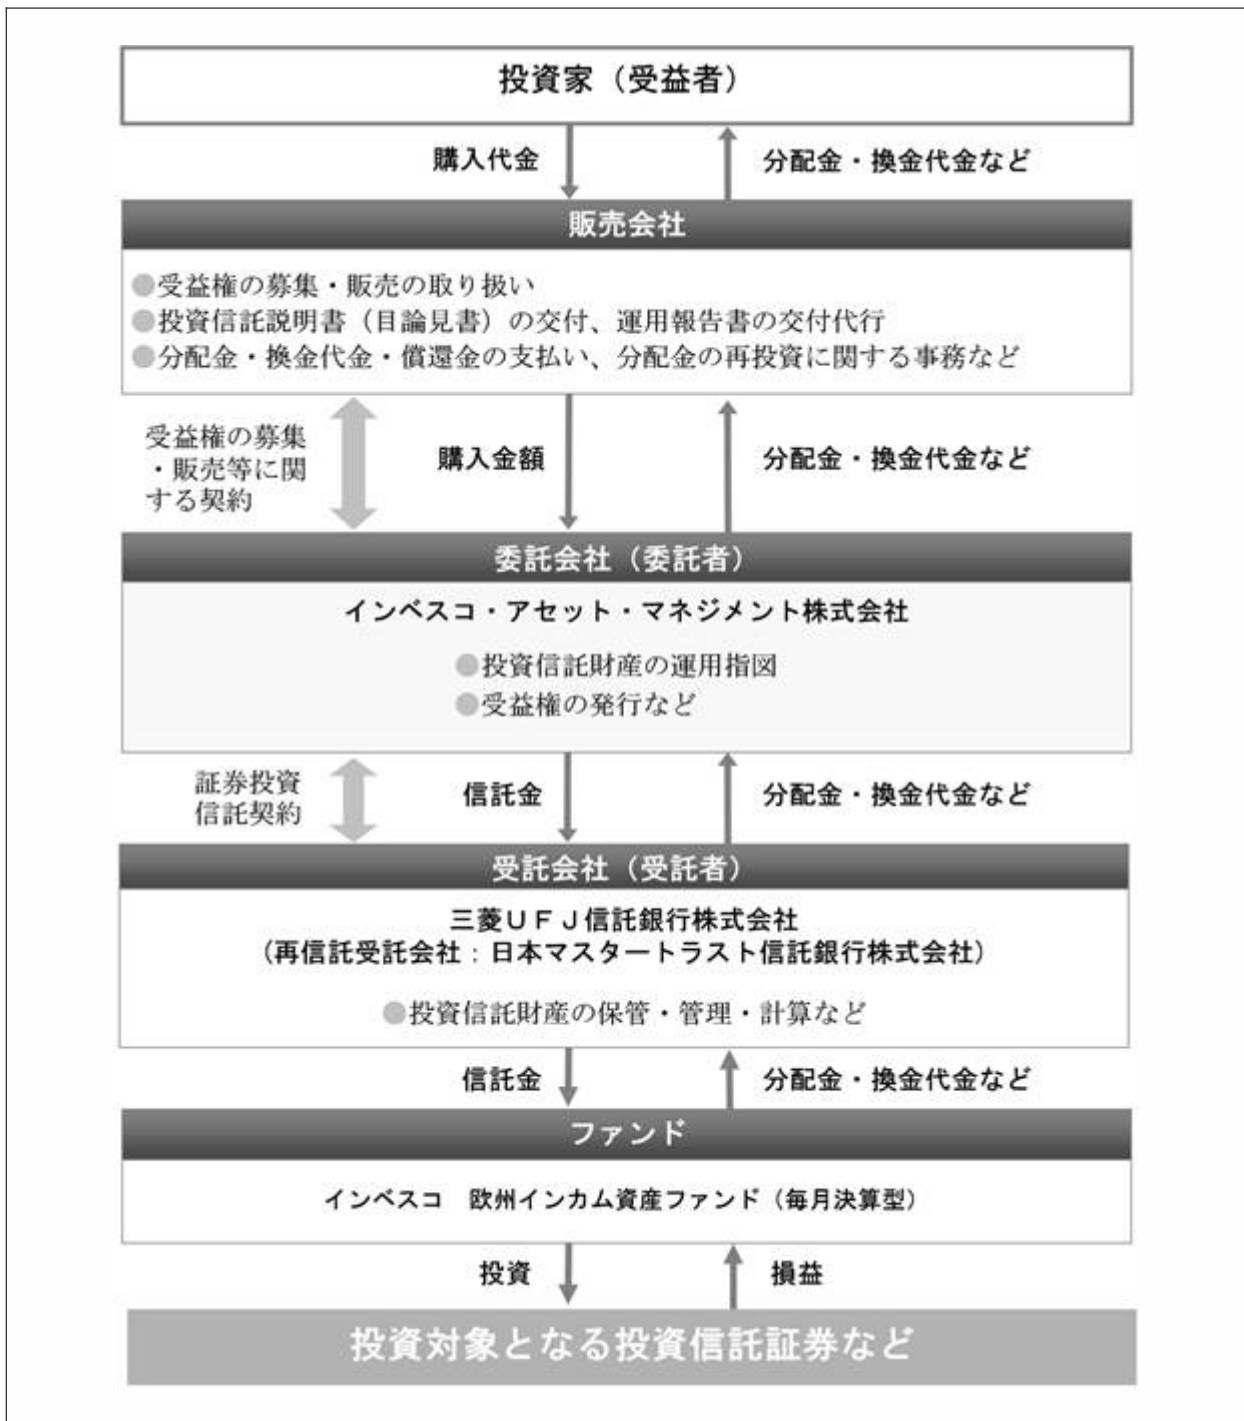 投資家（受益者）
購入代金
分配金・換金代金など
販売会社
●受益権の募集・販売の取り扱い
●投資信託説明書（目論見書）の交付、運用報告書の交付代行
●分配金・換金代金・償還金の支払い、分配金の再投資に関する事務など
受益権の募集
・販売等に関
する契約
購入金額
分配金・換金代金など
委託会社（委託者）
インベスコ・アセット・マネジメント株式会社
●投資信託財産の運用指図
●受益権の発行など
証券投資
信託契約
信託金
分配金・換金代金など
受託会社（受託者）
三菱ＵＦＪ信託銀行株式会社
（再信託受託会社：日本マスタートラスト信託銀行株式会社）
●投資信託財産の保管・管理・計算など
信託金
分配金・換金代金など
ファンド
インベスコ　欧州インカム資産ファンド（毎月決算型）
投資
損益
投資対象となる投資信託証券など